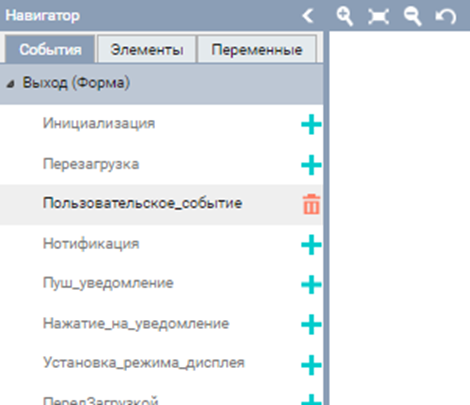 Навигатор
События
Элементы
Переменные
Выход (Форма)
Инициализация
Перезагрузка
Пользовательское_событие
Нотификация
Пуш_уведомление
Нажатие_на_уведомление
Установка_режима_дисплея
ПередЗагрузкой